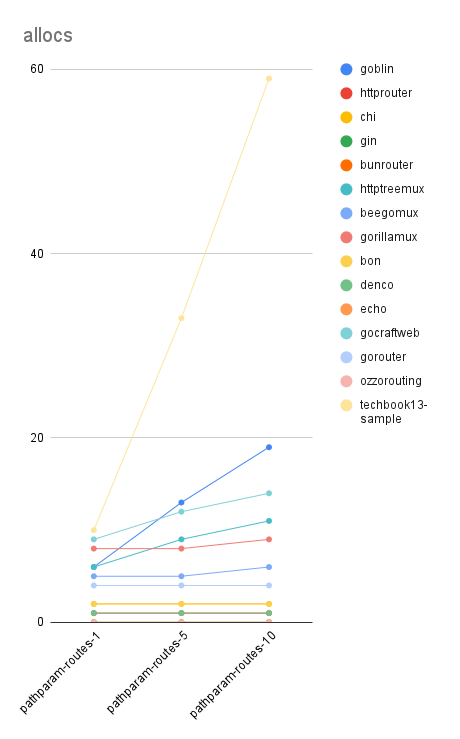 allocs
60
40
20
0
pathparam-routes-1
pathparam-routes-5
pathparam-routes-10
goblin
httprouter
chi
gin
bunrouter
httptreemux
beegomux
gorillamux
bon
denco
echo
gocraftweb
gorouter
ozzorouting
techbook13-
sample